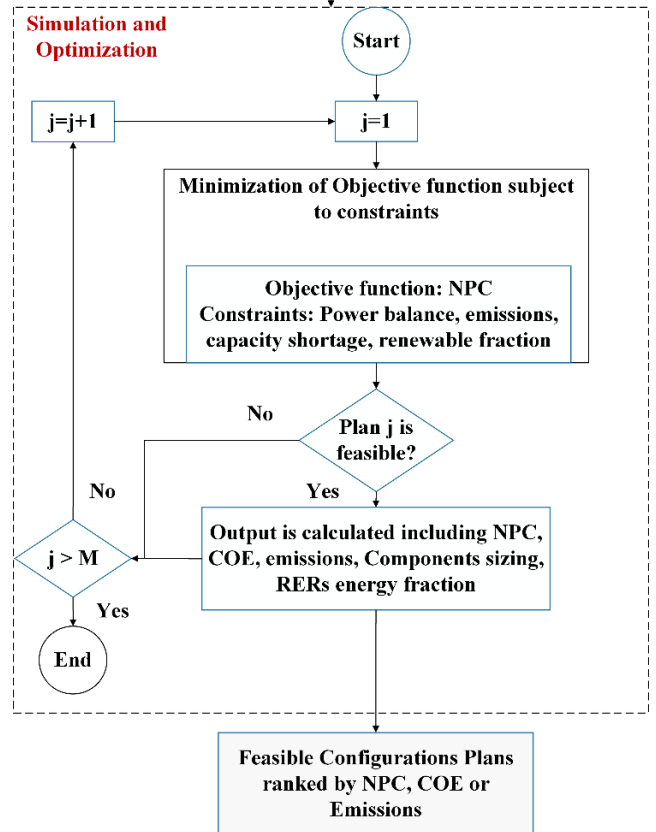 Simulation and
Optimization
Start
j=j+1
j=1
Minimization of Objective function subject
to constraints
Objective function: NPC
Constraints: Power balance, emissions,
capacity shortage, renewable fraction
No
Plan j is
feasible?
Yes
No
Output is calculated including NPC,
COE, emissions, Components sizing,
RERs energy fraction
j > M
Yes
End
Feasible Configurations Plans
ranked by NPC, COE or
Emissions